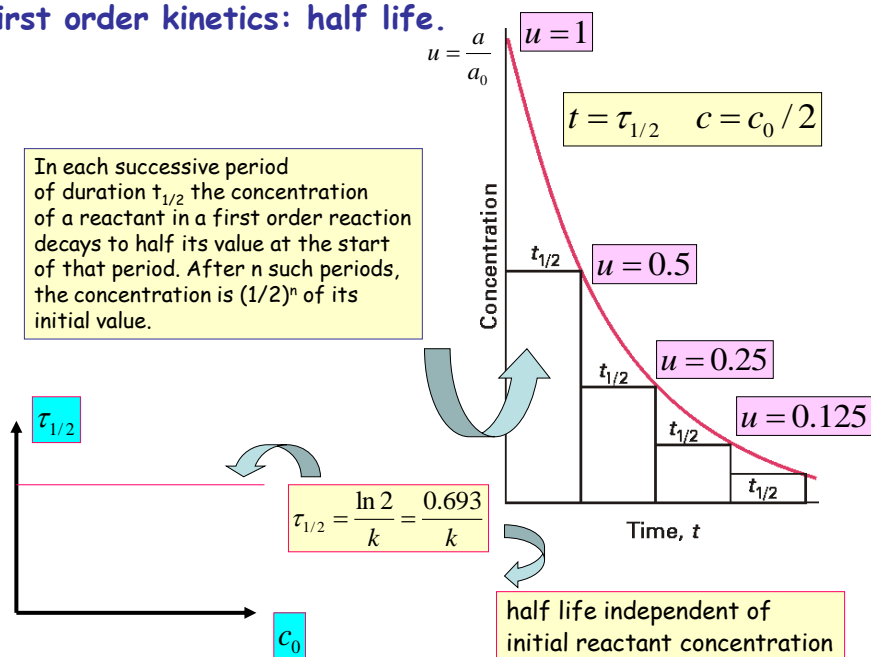 first order kinetics: half life.
u = a/a₀
u = 1
t = τ₁/₂ c = c₀ / 2
In each successive period
of duration t₁/₂ the concentration
of a reactant in a first order reaction
decays to half its value at the start
of that period. After n such periods,
the concentration is (1/2)ⁿ of its
initial value.
Concentration
t₁/₂
u = 0.5
t₁/₂
u = 0.25
t₁/₂
u = 0.125
t₁/₂
Time, t
τ₁/₂
τ₁/₂ = ln 2/k = 0.693/k
c₀
half life independent of
initial reactant concentration